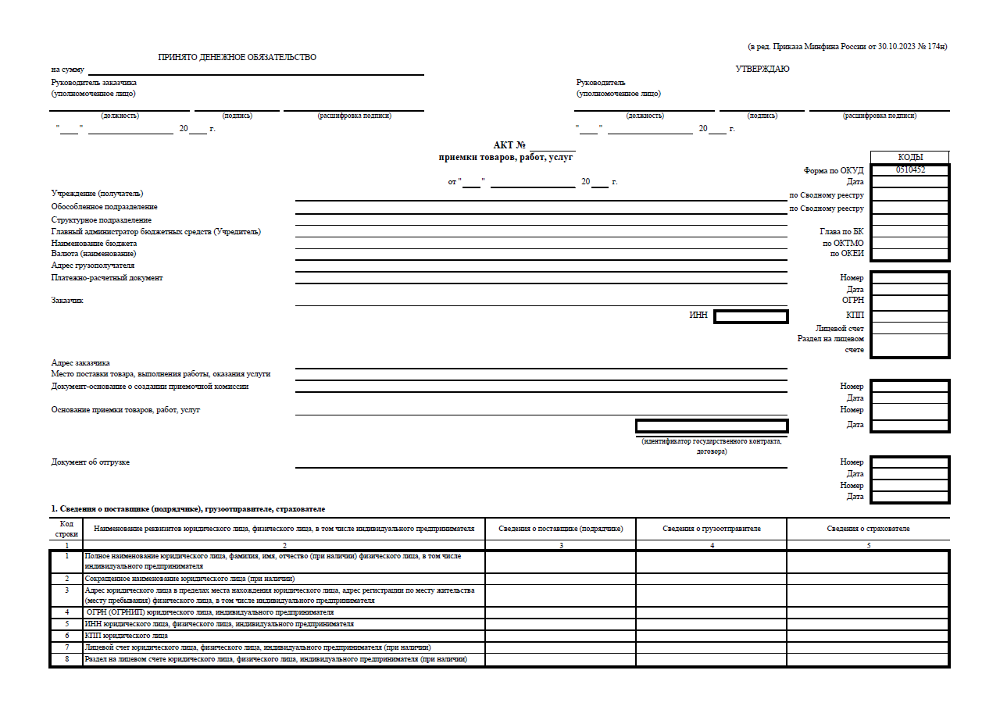 (в ред. Приказа Минфина России от 30.10.2023 № 174н)
ПРИНЯТО ДЕНЕЖНОЕ ОБЯЗАТЕЛЬСТВО
на сумму
УТВЕРЖДАЮ
Руководитель заказчика
(уполномоченное лицо)
Руководитель
(уполномоченное лицо)
(должность) (подпись) (расшифровка подписи)
(должность) (подпись) (расшифровка подписи)
"____" ____________ 20____ г.
"____" ____________ 20____ г.
АКТ № ________
приемки товаров, работ, услуг
КОДЫ
Форма по ОКУД 0510452
от "____" ____________ 20____ г.
Дата
Учреждение (получатель) по Сводному реестру
Обособленное подразделение по Сводному реестру
Структурное подразделение
Главный администратор бюджетных средств (Учредитель) Глава по БК
Наименование бюджета по ОКТМО
Валюта (наименование) по ОКЕИ
Адрес грузополучателя
Платежно-расчетный документ Номер
Дата
Заказчик ОГРН
ИНН КПП
Лицевой счет
Раздел на лицевом
счете
Адрес заказчика
Место поставки товара, выполнения работы, оказания услуги
Документ-основание о создании приемочной комиссии Номер
Дата
Основание приемки товаров, работ, услуг Номер
Дата
(идентификатор государственного контракта,
договора)
Документ об отгрузке Номер
Дата
Номер
Дата
1. Сведения о поставщике (подрядчике), грузоотправителе, страхователе
Код
строки
Наименование реквизитов юридического лица, физического лица, в том числе индивидуального предпринимателя
Сведения о поставщике (подрядчике)
Сведения о грузоотправителе
Сведения о страхователе
1 2 3 4 5
1 Полное наименование юридического лица, фамилия, имя, отчество (при наличии) физического лица, в том числе
индивидуального предпринимателя
2 Сокращенное наименование юридического лица (при наличии)
3 Адрес юридического лица в пределах места нахождения юридического лица, адрес регистрации по месту жительства
(месту пребывания) физического лица, в том числе индивидуального предпринимателя
4 ОГРН (ОГРНИП) юридического лица, индивидуального предпринимателя
5 ИНН юридического лица, физического лица, индивидуального предпринимателя
6 КПП юридического лица
7 Лицевой счет юридического лица, физического лица, индивидуального предпринимателя (при наличии)
8 Раздел на лицевом счете юридического лица, физического лица, индивидуального предпринимателя (при наличии)